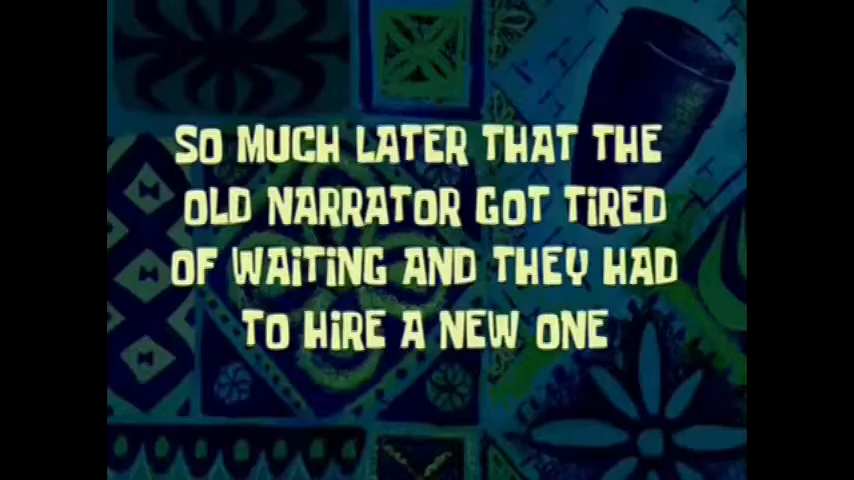 SO MUCH LATER THAT THE
OLD NARRATOR GOT TIRED
OF WAITING AND THEY HAD
TO HIRE A NEW ONE